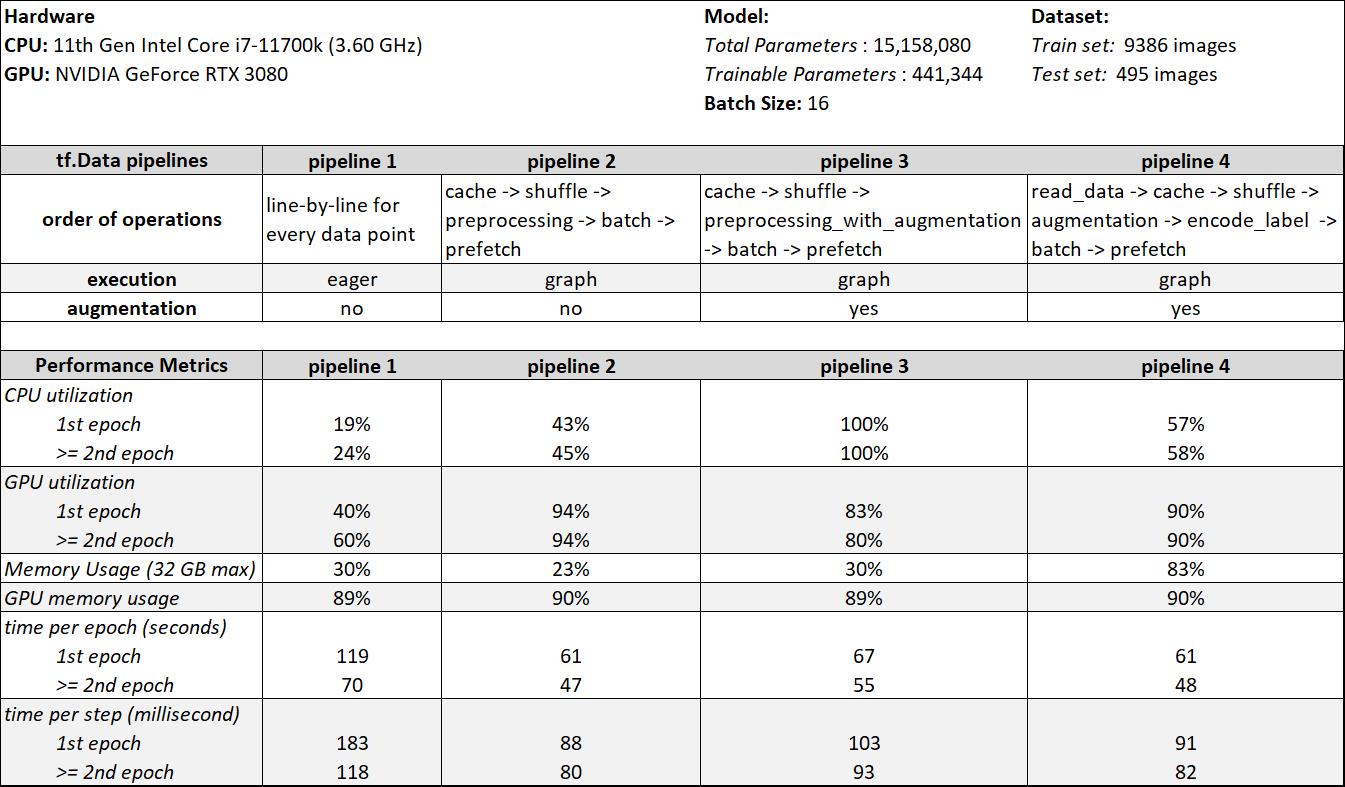 Hardware Model: Dataset:
CPU: 11th Gen Intel Core i7-11700k (3.60 GHz) Total Parameters : 15,158,080 Train set: 9386 images
GPU: NVIDIA GeForce RTX 3080 Trainable Parameters : 441,344 Test set: 495 images
Batch Size: 16
tf.Data pipelines pipeline 1 pipeline 2 pipeline 3 pipeline 4
order of operations
line-by-line for
every data point
cache -> shuffle ->
preprocessing -> batch ->
prefetch
cache -> shuffle ->
preprocessing_with_augmentation
-> batch -> prefetch
read_data -> cache -> shuffle ->
augmentation -> encode_label ->
batch -> prefetch
execution eager graph graph graph
augmentation no no yes yes
Performance Metrics pipeline 1 pipeline 2 pipeline 3 pipeline 4
CPU utilization
1st epoch 19% 43% 100% 57%
>= 2nd epoch 24% 45% 100% 58%
GPU utilization
1st epoch 40% 94% 83% 90%
>= 2nd epoch 60% 94% 80% 90%
Memory Usage (32 GB max) 30% 23% 30% 83%
GPU memory usage 89% 90% 89% 90%
time per epoch (seconds)
1st epoch 119 61 67 61
>= 2nd epoch 70 47 55 48
time per step (millisecond)
1st epoch 183 88 103 91
>= 2nd epoch 118 80 93 82